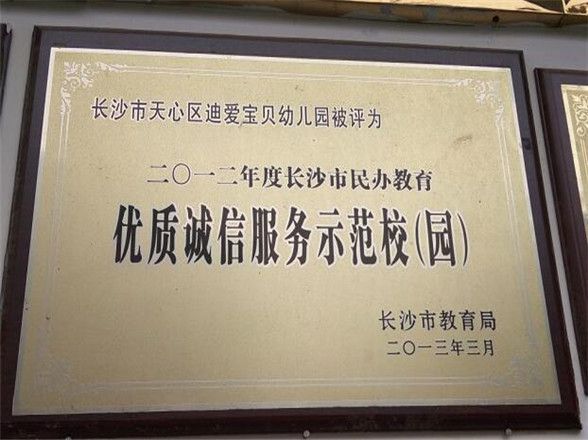 长沙市天心区迪爱宝贝幼儿园被评为
二〇一二年度长沙市民办教育
优质诚信服务示范校(园)
长沙市教育局
二〇一三年三月